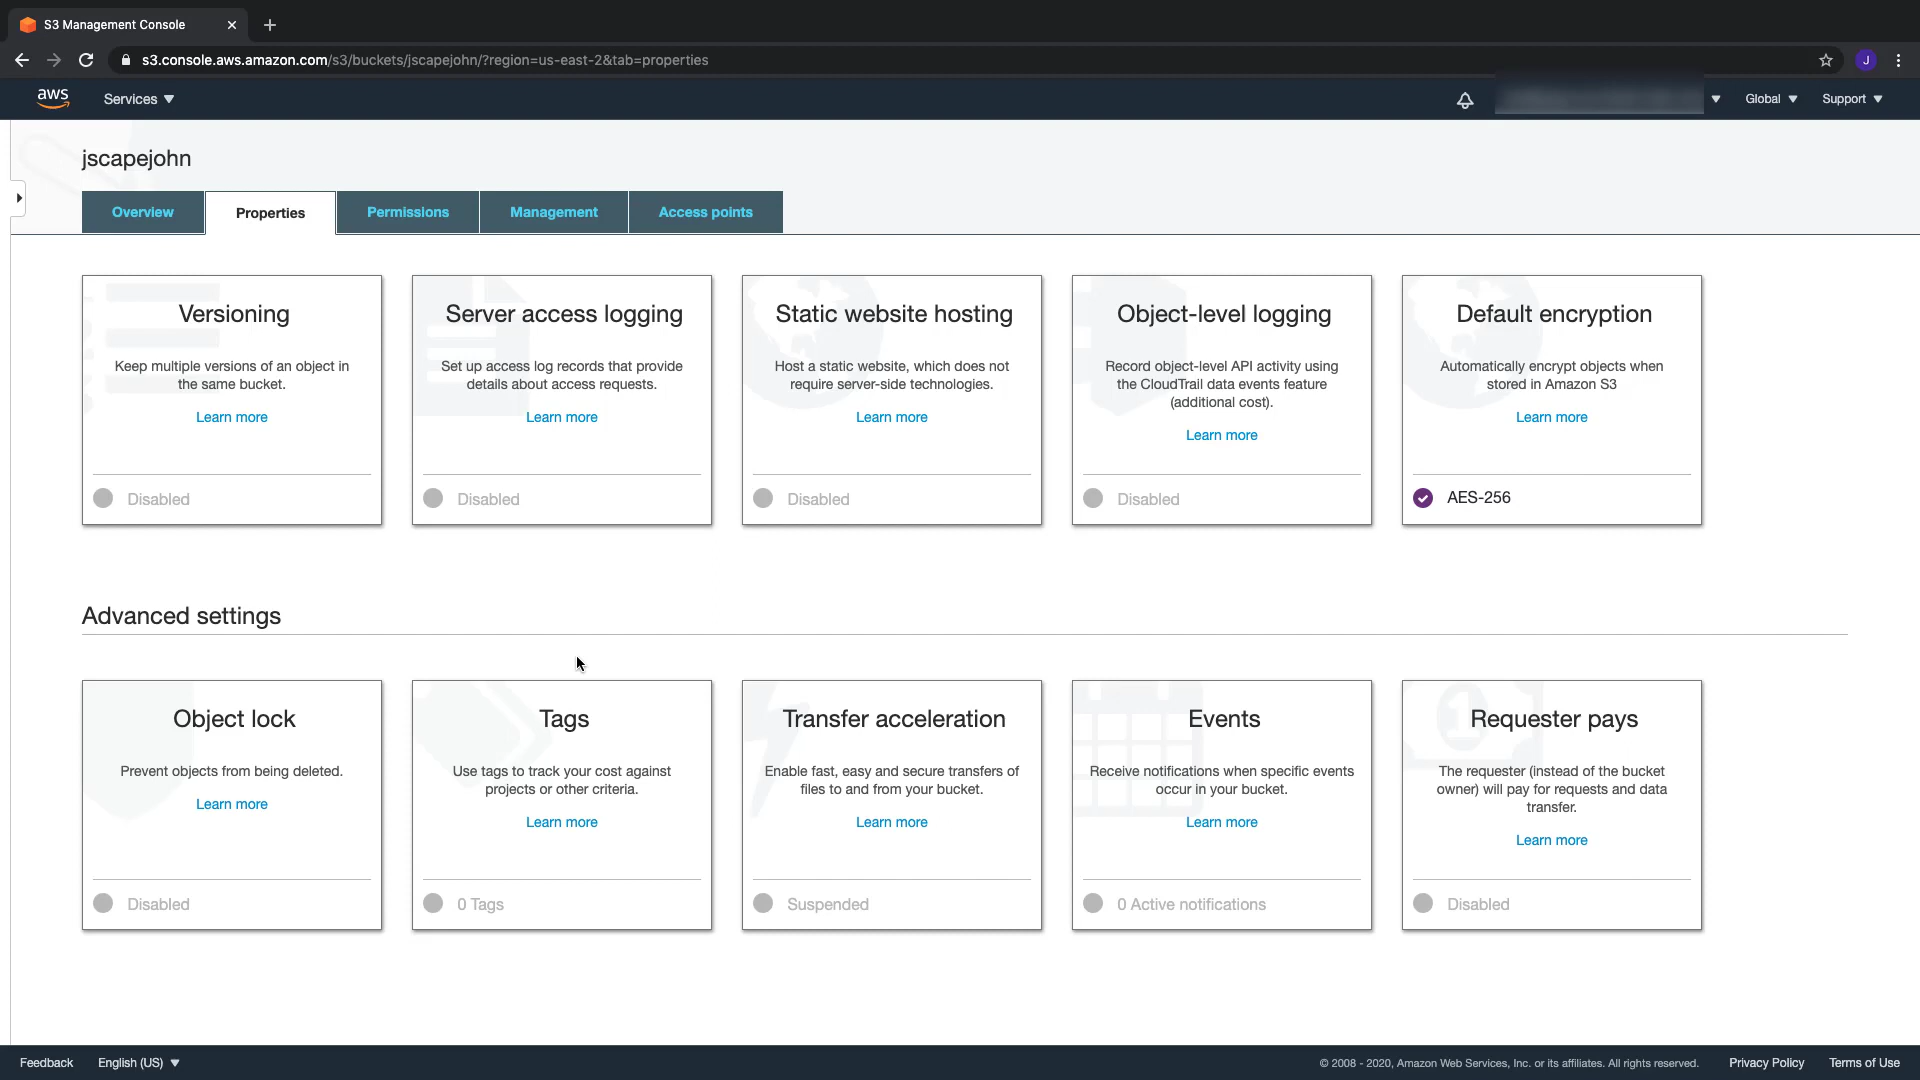 S3 Management Console
s3.console.aws.amazon.com/s3/buckets/jscapejohn/?region=us-east-2&tab=properties
J
aws
Services
Global
Support
jscapejohn
Overview
Properties
Permissions
Management
Access points
Versioning
Keep multiple versions of an object in
the same bucket.
Learn more
Disabled
Server access logging
Set up access log records that provide
details about access requests.
Learn more
Disabled
Static website hosting
Host a static website, which does not
require server-side technologies.
Learn more
Disabled
Object-level logging
Record object-level API activity using
the CloudTrail data events feature
(additional cost).
Learn more
Disabled
Default encryption
Automatically encrypt objects when
stored in Amazon S3
Learn more
AES-256
Advanced settings
Object lock
Prevent objects from being deleted.
Learn more
Disabled
Tags
Use tags to track your cost against
projects or other criteria.
Learn more
0 Tags
Transfer acceleration
Enable fast, easy and secure transfers of
files to and from your bucket.
Learn more
Suspended
Events
Receive notifications when specific events
occur in your bucket.
Learn more
0 Active notifications
Requester pays
The requester (instead of the bucket
owner) will pay for requests and data
transfer.
Learn more
Disabled
Feedback
English (US)
© 2008 - 2020, Amazon Web Services, Inc. or its affiliates. All rights reserved.
Privacy Policy
Terms of Use